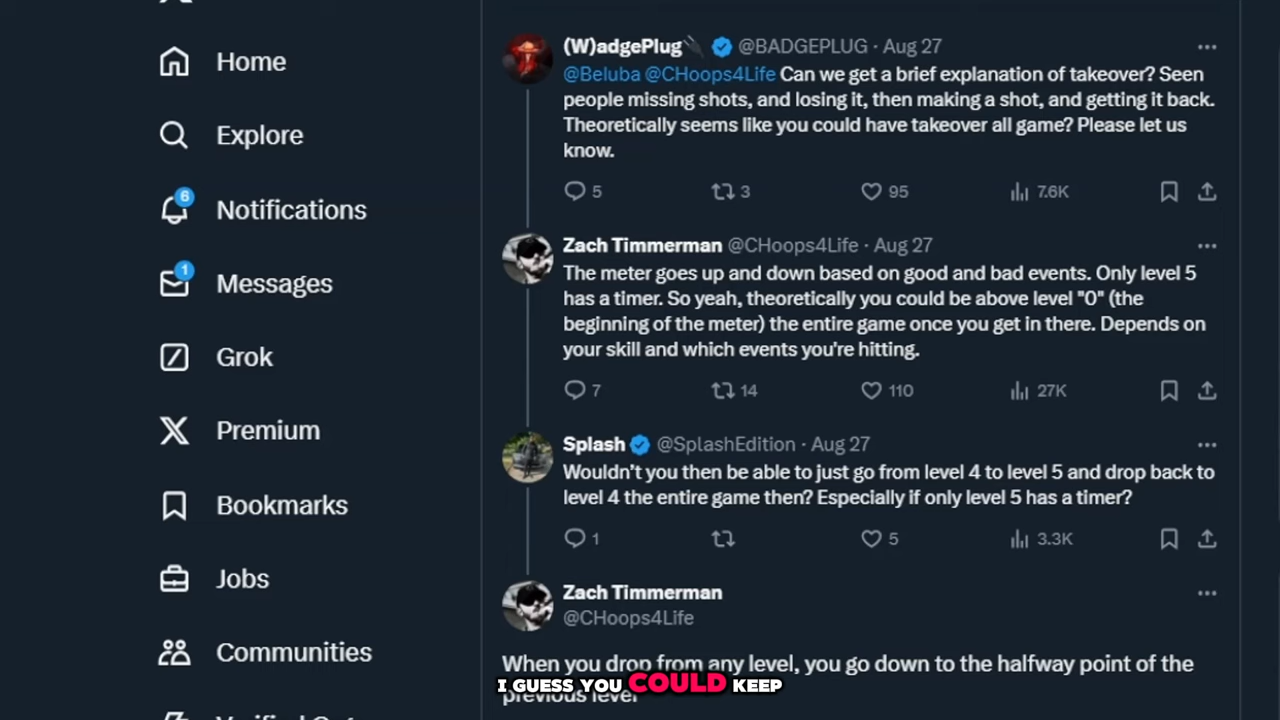 Home
Explore
6
Notifications
1
Messages
Grok
Premium
Bookmarks
Jobs
Communities
(W)adgePlug @BADGEPLUG · Aug 27
@Beluba @CHoops4Life Can we get a brief explanation of takeover? Seen
people missing shots, and losing it, then making a shot, and getting it back.
Theoretically seems like you could have takeover all game? Please let us
know.
5 3 95 7.6K
Zach Timmerman @CHoops4Life · Aug 27
The meter goes up and down based on good and bad events. Only level 5
has a timer. So yeah, theoretically you could be above level "0" (the
beginning of the meter) the entire game once you get in there. Depends on
your skill and which events you're hitting.
7 14 110 27K
Splash @SplashEdition · Aug 27
Wouldn't you then be able to just go from level 4 to level 5 and drop back to
level 4 the entire game then? Especially if only level 5 has a timer?
1 5 3.3K
Zach Timmerman
@CHoops4Life
When you drop from any level, you go down to the halfway point of the
previous level
I GUESS YOU COULD KEEP